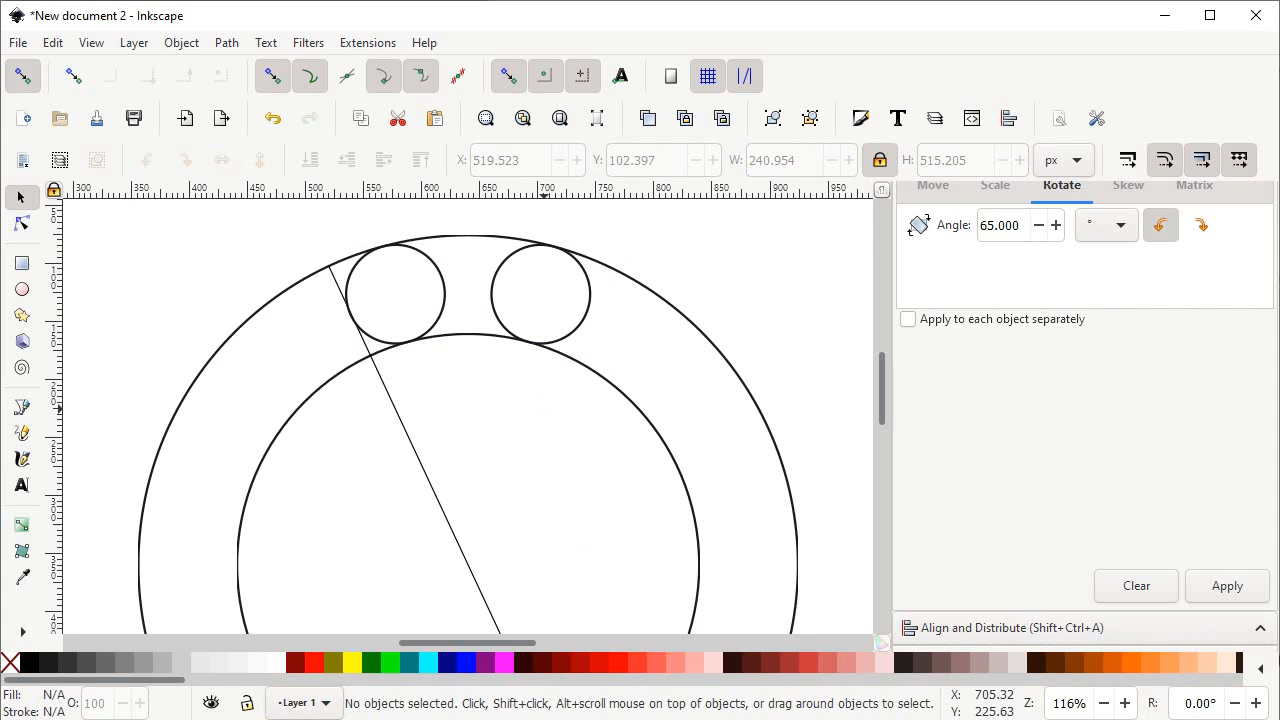 *New document 2 - Inkscape
File Edit View Layer Object Path Text Filters Extensions Help
X: 519.523 Y: 102.397 W: 240.954 H: 515.205 px
300 350 400 450 500 550 600 650 700 750 800 850 900 950
Move Scale Rotate Skew Matrix
Angle: 65.000 °
Apply to each object separately
Clear Apply
Align and Distribute (Shift+Ctrl+A)
Fill: N/A
Stroke: N/A
O: 100
Layer 1
No objects selected. Click, Shift+click, Alt+scroll mouse on top of objects, or drag around objects to select.
X: 705.32
Y: 225.63
Z: 116%
R: 0.00°